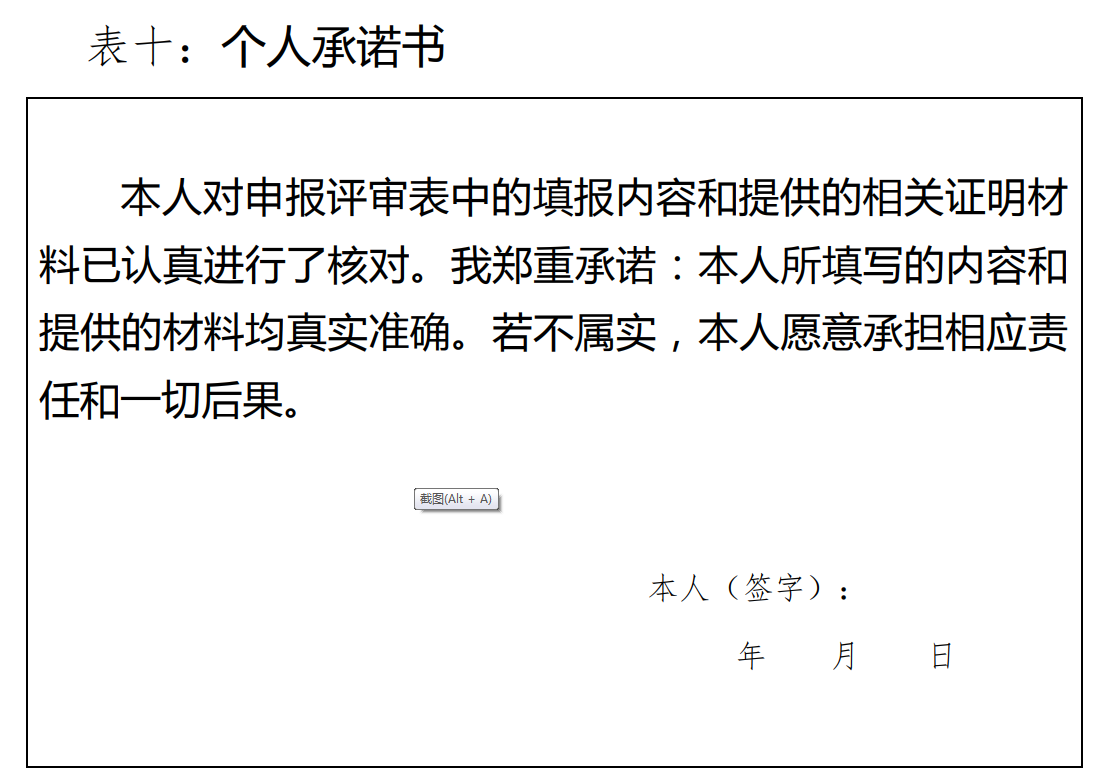 表十：个人承诺书
本人对申报评审表中的填报内容和提供的相关证明材
料已认真进行了核对。我郑重承诺：本人所填写的内容和
提供的材料均真实准确。若不属实，本人愿意承担相应责
任和一切后果。
截图(Alt + A)
本人（签字）：
年 月 日